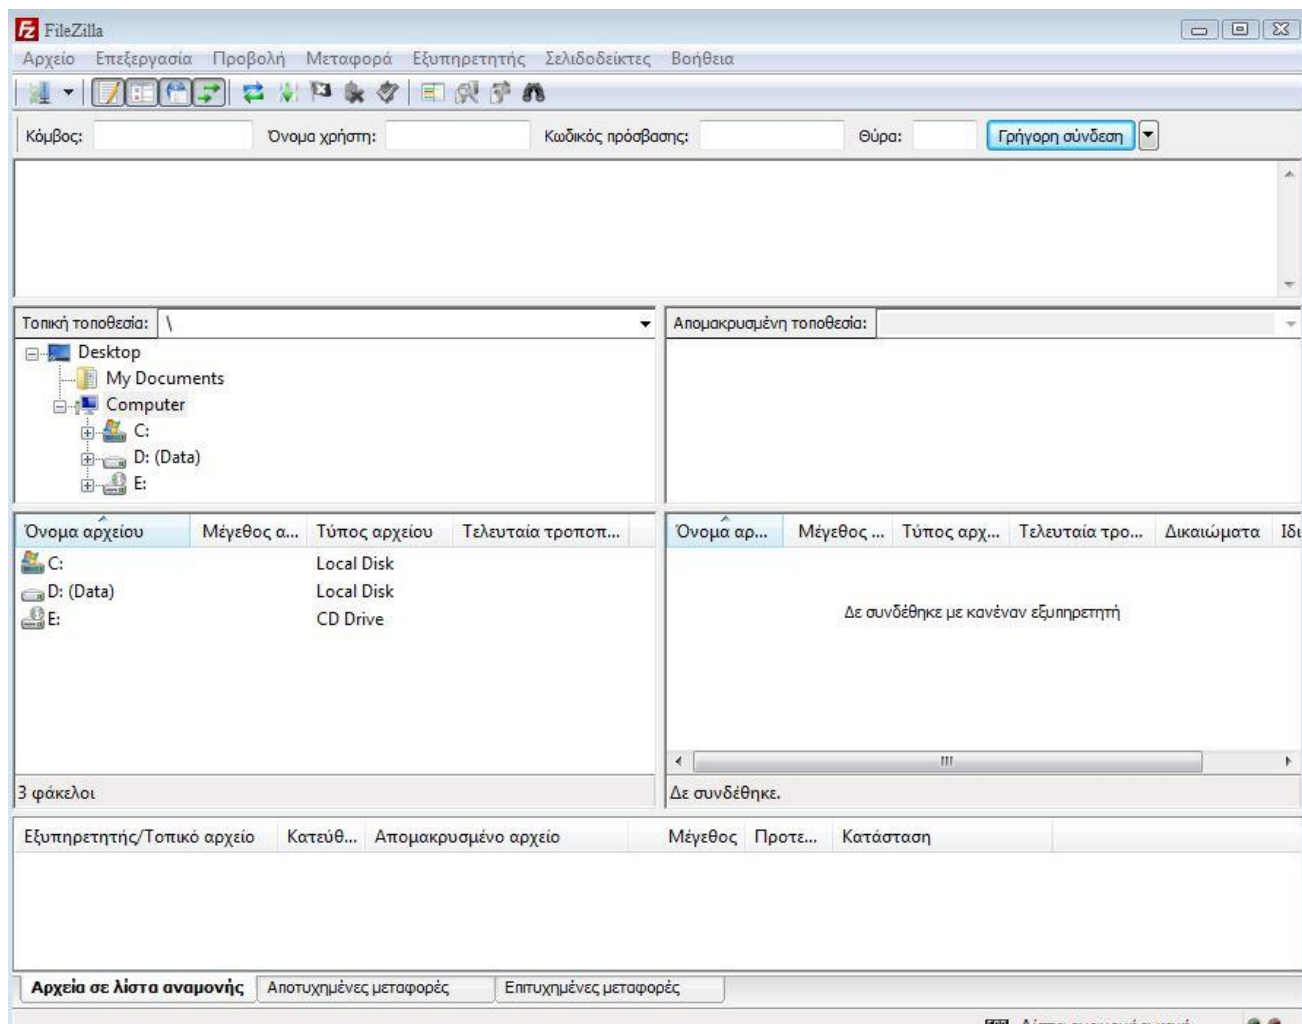 FileZilla
Αρχείο Επεξεργασία Προβολή Μεταφορά Εξυπηρετητής Σελιδοδείκτες Βοήθεια
Κόμβος: Όνομα χρήστη: Κωδικός πρόσβασης: Θύρα: Γρήγορη σύνδεση
Τοπική τοποθεσία: \
Απομακρυσμένη τοποθεσία:
Desktop
My Documents
Computer
C:
D: (Data)
E:
Όνομα αρχείου Μέγεθος α... Τύπος αρχείου Τελευταία τροποπ...
C: Local Disk
D: (Data) Local Disk
E: CD Drive
3 φάκελοι
Όνομα αρ... Μέγεθος ... Τύπος αρχ... Τελευταία τρο... Δικαιώματα Ιδι
Δε συνδέθηκε με κανέναν εξυπηρετητή
Δε συνδέθηκε.
Εξυπηρετητής/Τοπικό αρχείο Κατεύθ... Απομακρυσμένο αρχείο Μέγεθος Προτε... Κατάσταση
Αρχεία σε λίστα αναμονής Αποτυχημένες μεταφορές Επιτυχημένες μεταφορές